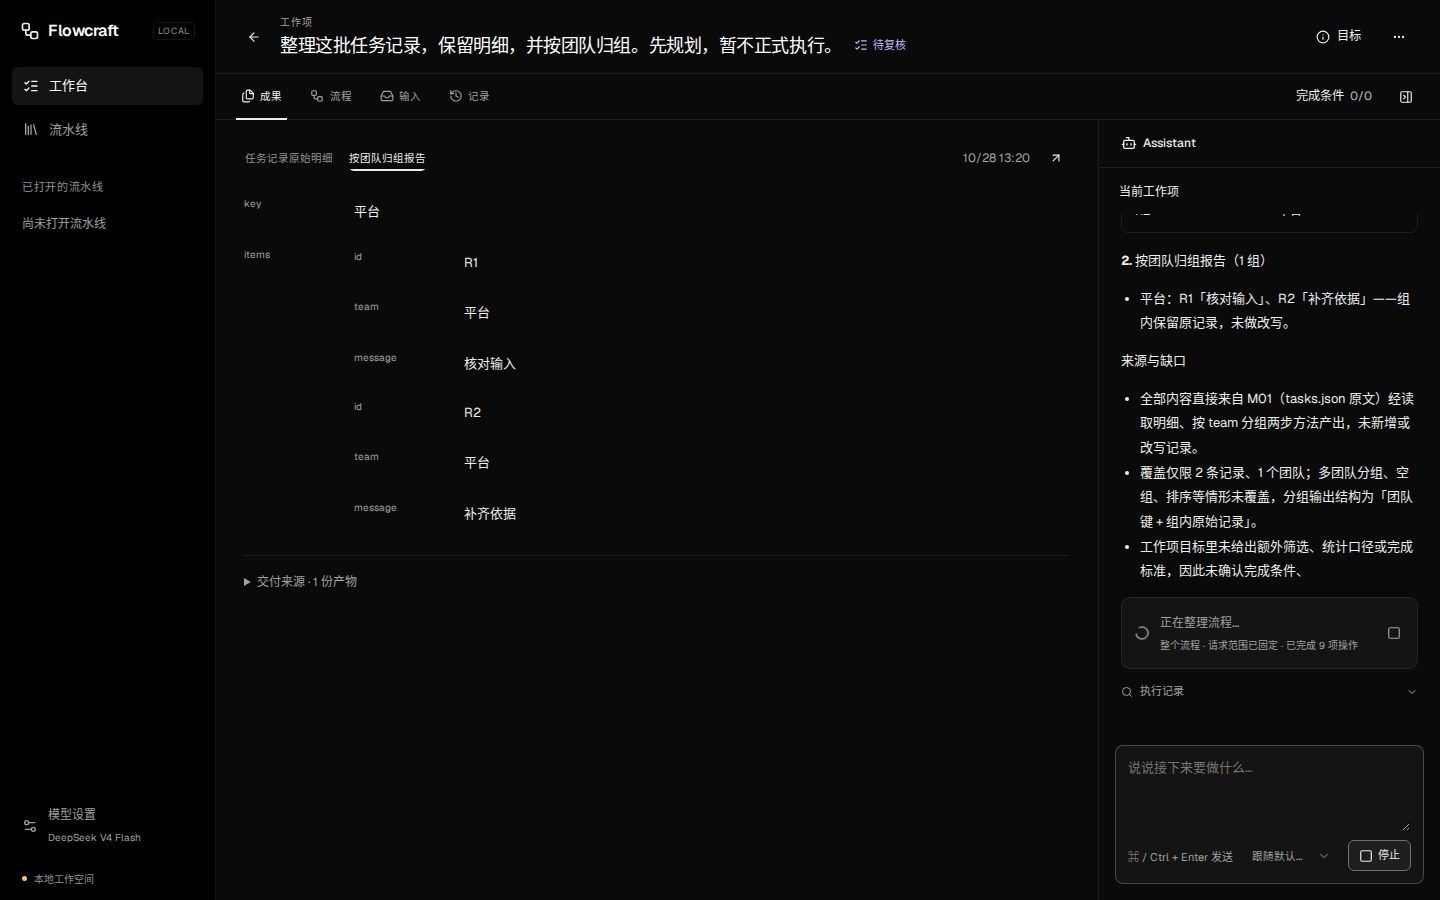 Flowcraft
LOCAL
工作台
流水线
已打开的流水线
尚未打开流水线
模型设置
DeepSeek V4 Flash
本地工作空间
工作项
整理这批任务记录，保留明细，并按团队归组。先规划，暂不正式执行。
待复核
目标
成果
流程
输入
记录
完成条件 0/0
任务记录原始明细
按团队归组报告
10/28 13:20
key
平台
items
id
R1
team
平台
message
核对输入
id
R2
team
平台
message
补齐依据
交付来源 · 1 份产物
Assistant
当前工作项
2. 按团队归组报告（1 组）
平台：R1「核对输入」、R2「补齐依据」——组
内保留原记录，未做改写。
来源与缺口
全部内容直接来自 M01（tasks.json 原文）经读
取明细、按 team 分组两步方法产出，未新增或
改写记录。
覆盖仅限 2 条记录、1 个团队；多团队分组、空
组、排序等情形未覆盖，分组输出结构为「团队
键 + 组内原始记录」。
工作项目标里未给出额外筛选、统计口径或完成
标准，因此未确认完成条件、
正在整理流程…
整个流程 · 请求范围已固定 · 已完成 9 项操作
执行记录
说说接下来要做什么…
⌘ / Ctrl + Enter 发送
跟随默认…
停止